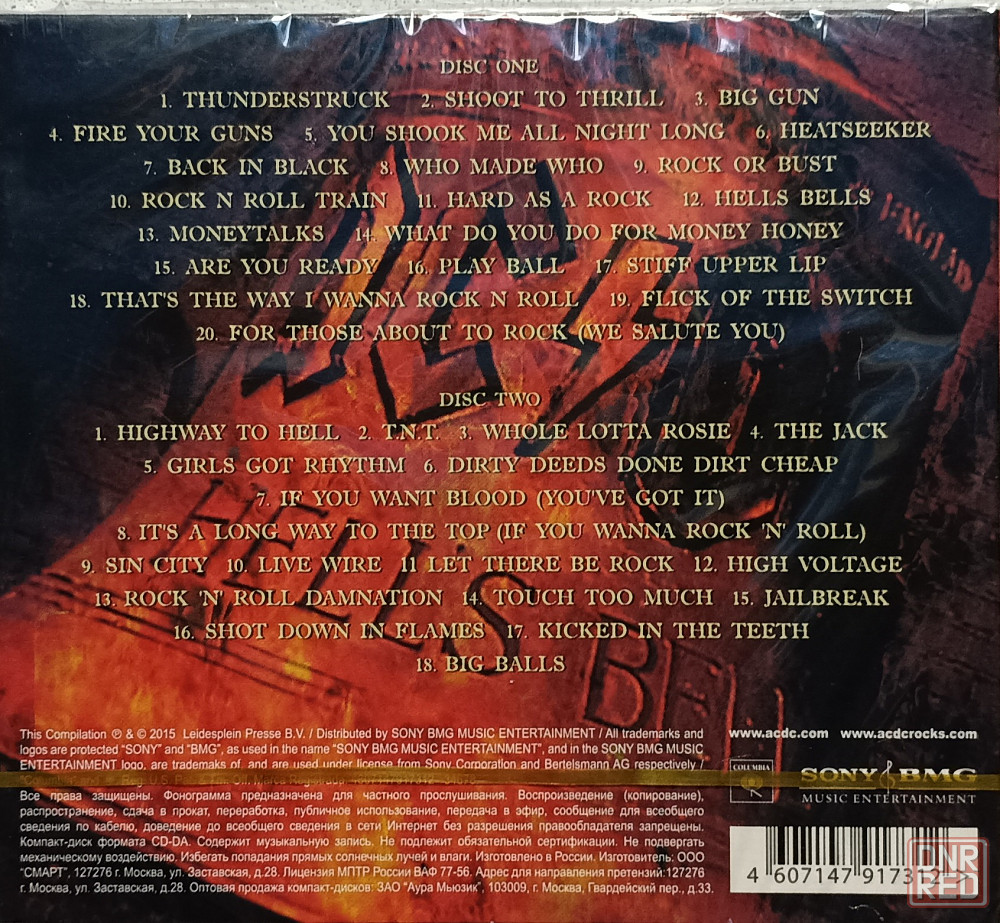 DISC ONE
1. THUNDERSTRUCK 2. SHOOT TO THRILL 3. BIG GUN
4. FIRE YOUR GUNS 5. YOU SHOOK ME ALL NIGHT LONG 6. HEATSEEKER
7. BACK IN BLACK 8. WHO MADE WHO 9. ROCK OR BUST
10. ROCK N ROLL TRAIN 11. HARD AS A ROCK 12. HELLS BELLS
13. MONEYTALKS 14. WHAT DO YOU DO FOR MONEY HONEY
15. ARE YOU READY 16. PLAY BALL 17. STIFF UPPER LIP
18. THAT'S THE WAY I WANNA ROCK N ROLL 19. FLICK OF THE SWITCH
20. FOR THOSE ABOUT TO ROCK (WE SALUTE YOU)
ENGLAND
DISC TWO
1. HIGHWAY TO HELL 2. T.N.T. 3. WHOLE LOTTA ROSIE 4. THE JACK
5. GIRLS GOT RHYTHM 6. DIRTY DEEDS DONE DIRT CHEAP
7. IF YOU WANT BLOOD (YOU'VE GOT IT)
8. IT'S A LONG WAY TO THE TOP (IF YOU WANNA ROCK 'N' ROLL)
9. SIN CITY 10. LIVE WIRE 11 LET THERE BE ROCK 12. HIGH VOLTAGE
13. ROCK 'N' ROLL DAMNATION 14. TOUCH TOO MUCH 15. JAILBREAK
16. SHOT DOWN IN FLAMES 17. KICKED IN THE TEETH
18. BIG BALLS
HELLS BELL
This Compilation ℗ & © 2015 Leidesplein Presse B.V. / Distributed by SONY BMG MUSIC ENTERTAINMENT / All trademarks and
logos are protected "SONY" and "BMG", as used in the name "SONY BMG MUSIC ENTERTAINMENT", and in the SONY BMG MUSIC
ENTERTAINMENT logo, are trademaks of, and are used under license from Sony Corporation and Bertelsmann AG respectively /
Все права защищены. Фонограмма предназначена для частного прослушивания. Воспроизведение (копирование),
распространение, сдача в прокат, переработка, публичное использование, передача в эфир, сообщение для всеобщего
сведения по кабелю, доведение до всеобщего сведения в сети Интернет без разрешения правообладателя запрещены.
Компакт-диск формата CD-DA. Содержит музыкальную запись. Не подлежит обязательной сертификации. Не подвергать
механическому воздействию. Избегать попадания прямых солнечных лучей и влаги. Изготовлено в России. Изготовитель: ООО
"СМАРТ", 127276 г. Москва, ул. Заставская, д.28. Лицензия МПТР России ВАФ 77-56. Адрес для направления претензий:127276
г. Москва, ул. Заставская, д.28. Оптовая продажа компакт-дисков: ЗАО "Аура Мьюзик", 103009, г. Москва, Гвардейский пер., д.33.
www.acdc.com www.acdcrocks.com
COLUMBIA
SONY BMG
MUSIC ENTERTAINMENT
4 607147 917312 >
DNR
RED